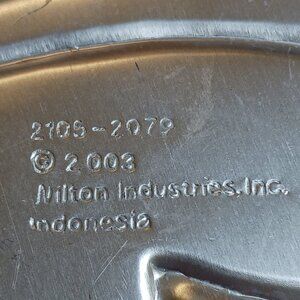 2105-2079
© 2003
Wilton Industries, Inc.
Indonesia